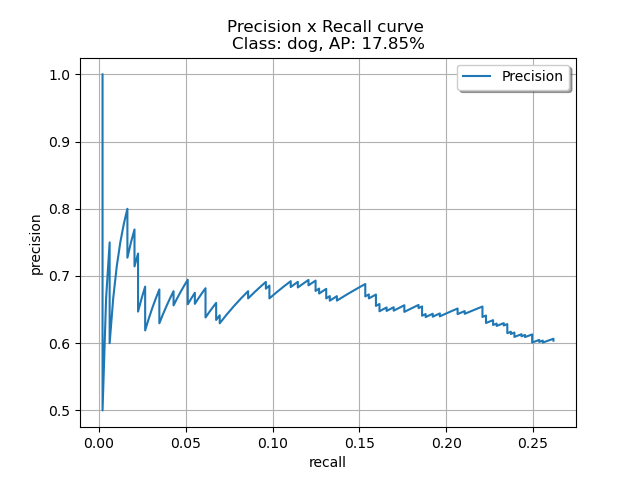 Precision x Recall curve
Class: dog, AP: 17.85%
Precision
1.0
0.9
0.8
0.7
0.6
0.5
precision
0.00 0.05 0.10 0.15 0.20 0.25
recall